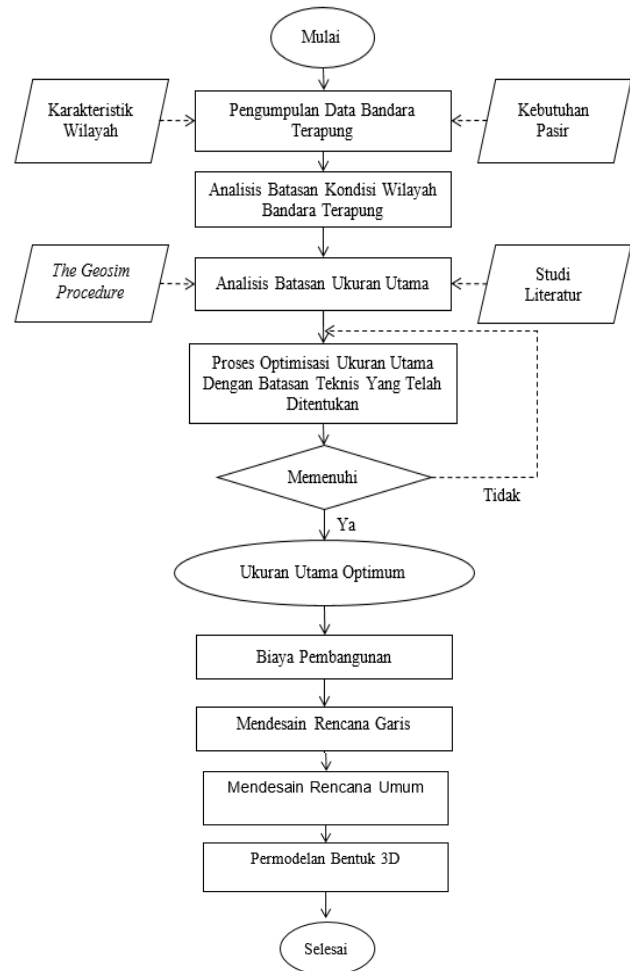 Mulai
Karakteristik
Wilayah
Pengumpulan Data Bandara
Terapung
Kebutuhan
Pasir
Analisis Batasan Kondisi Wilayah
Bandara Terapung
The Geosim
Procedure
Analisis Batasan Ukuran Utama
Studi
Literatur
Proses Optimisasi Ukuran Utama
Dengan Batasan Teknis Yang Telah
Ditentukan
Memenuhi
Tidak
Ya
Ukuran Utama Optimum
Biaya Pembangunan
Mendesain Rencana Garis
Mendesain Rencana Umum
Permodelan Bentuk 3D
Selesai